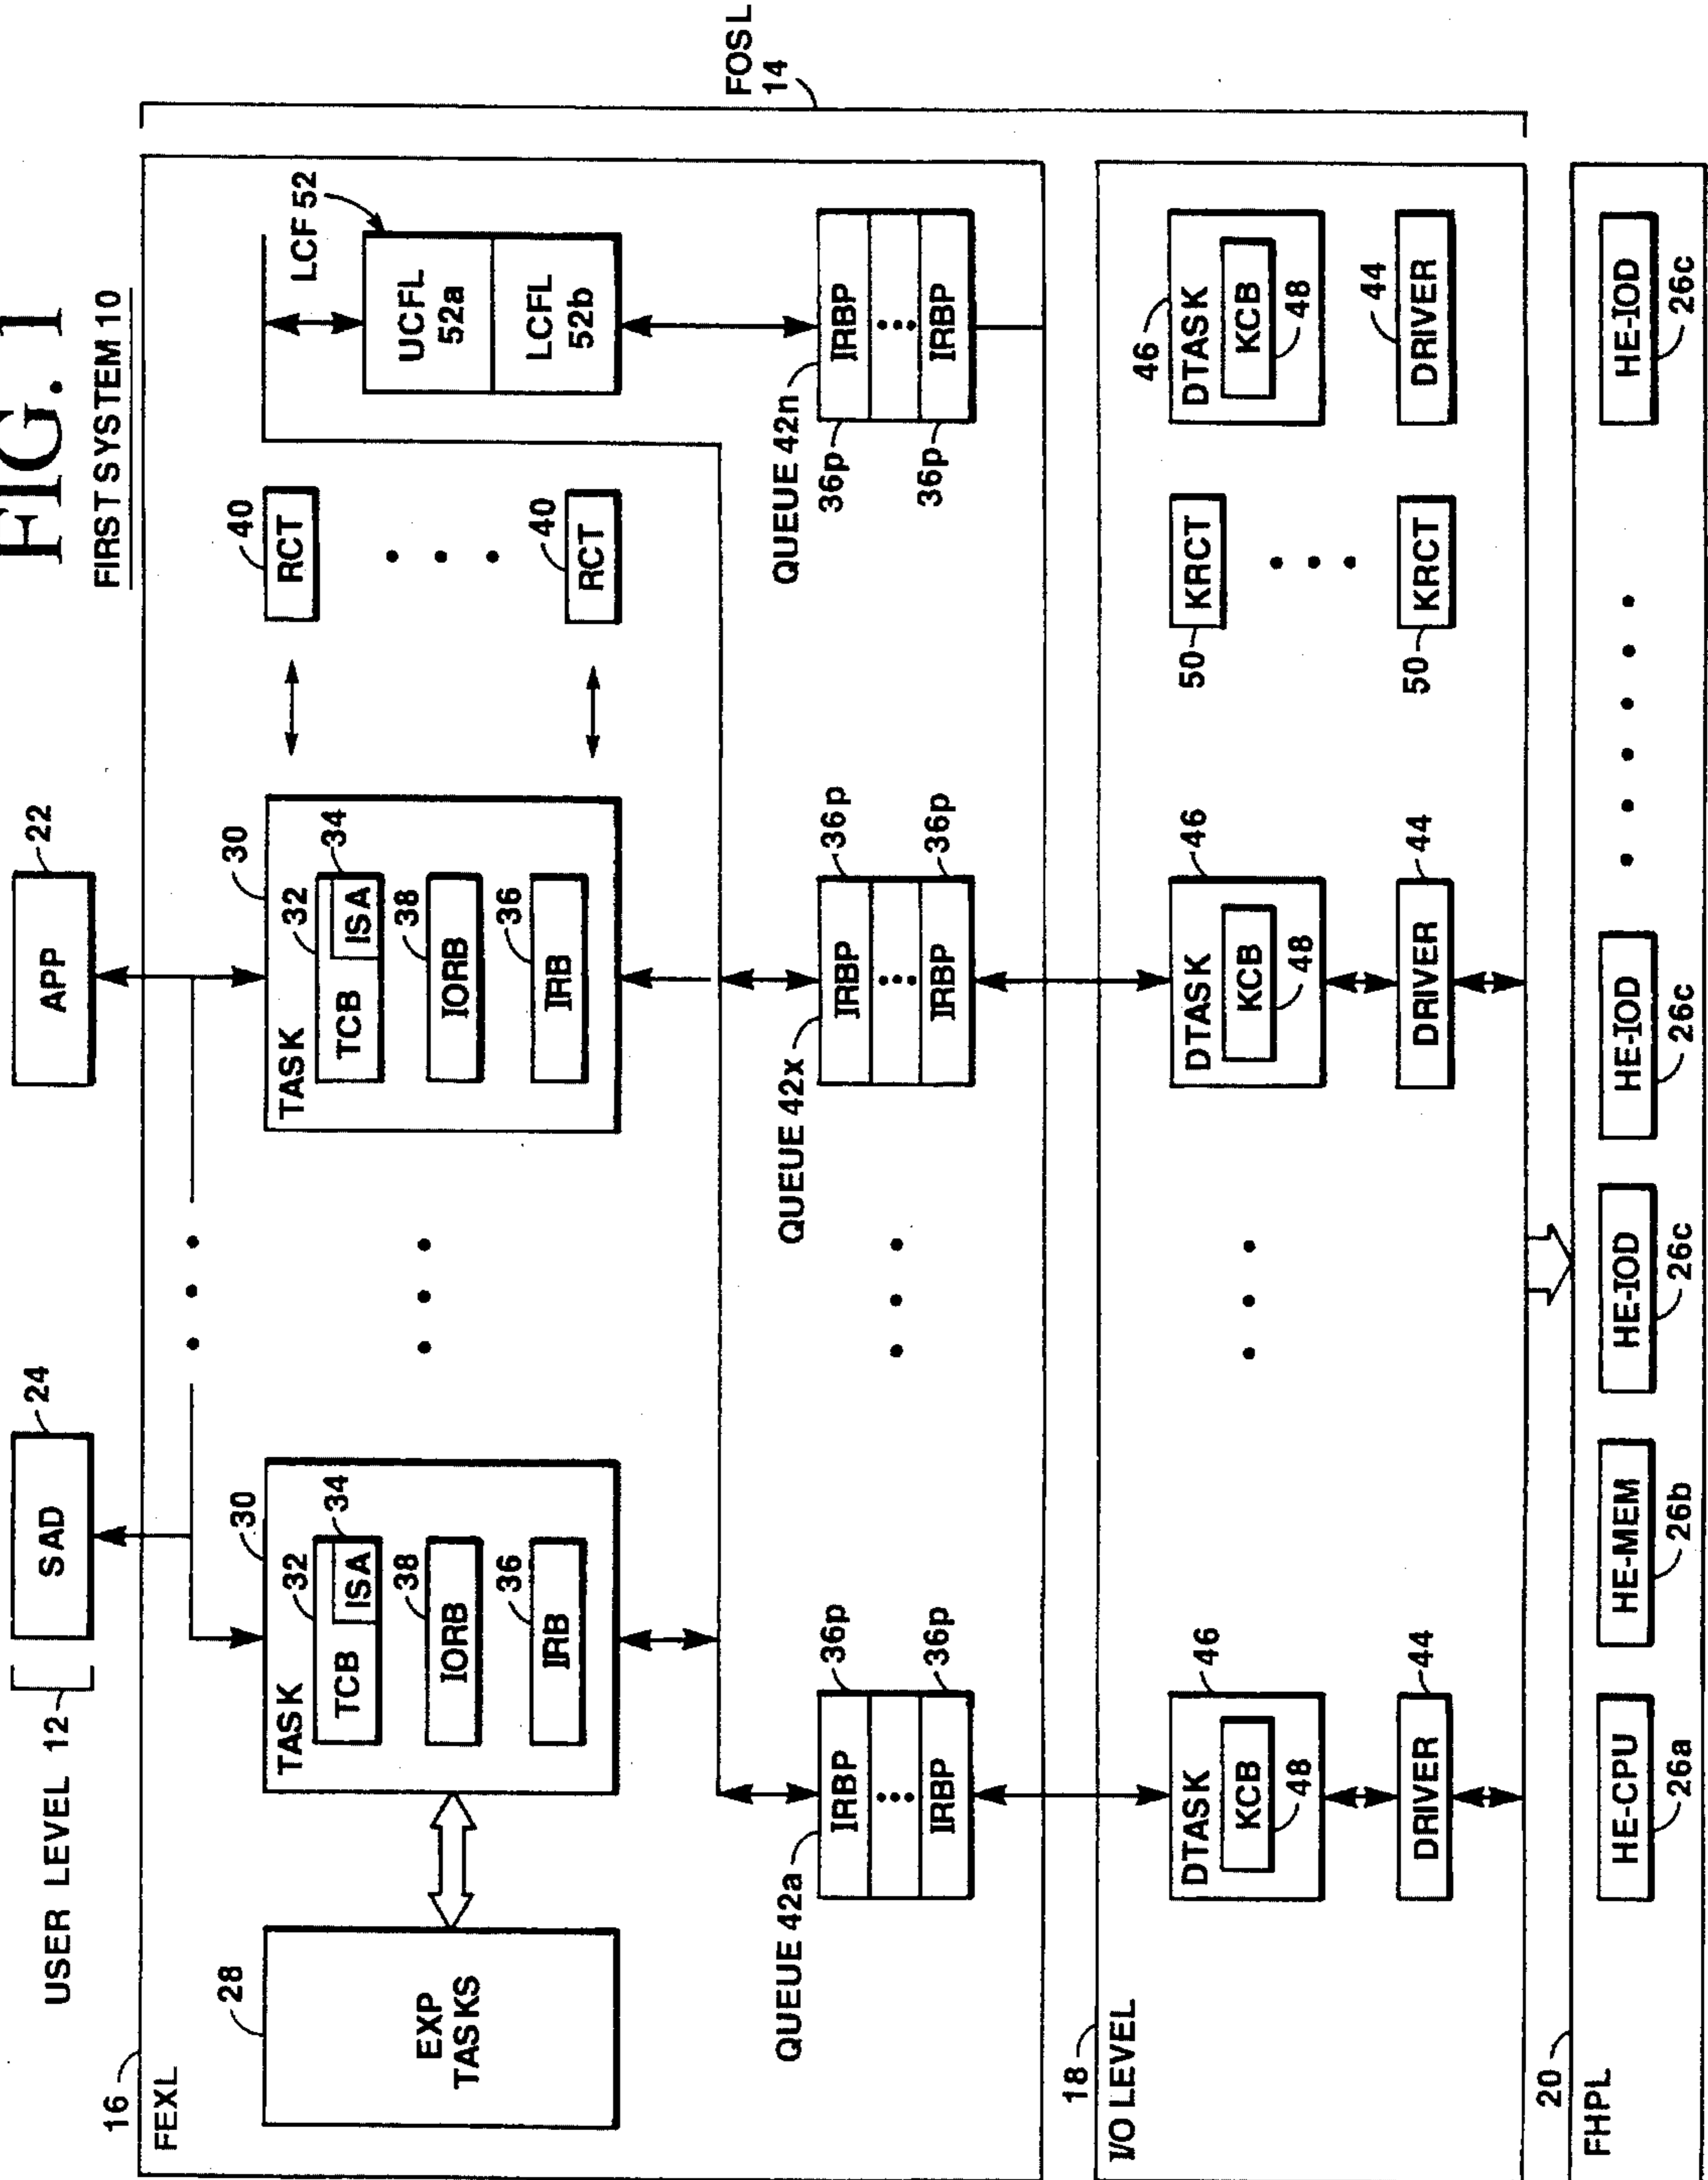 FIG. 1
FIRST SYSTEM 10
USER LEVEL 12
SAD
24
APP
22
16
FEXL
28
EXP
TASKS
30
TASK
32
TCB
ISA
34
38
IORB
36
IRB
30
TASK
32
TCB
ISA
34
38
IORB
36
IRB
40
RCT
40
RCT
LCF 52
UCFL
52a
LCFL
52b
FOSL
14
QUEUE 42a
IRBP
36p
IRBP
36p
QUEUE 42x
IRBP
36p
IRBP
36p
QUEUE 42n
IRBP
36p
IRBP
36p
18
I/O LEVEL
DTASK
46
KCB
48
DRIVER
44
DTASK
46
KCB
48
DRIVER
44
50
KRCT
50
KRCT
46
DTASK
KCB
48
44
DRIVER
20
FHPL
HE-CPU
26a
HE-MEM
26b
HE-IOD
26c
HE-IOD
26c
HE-IOD
26c